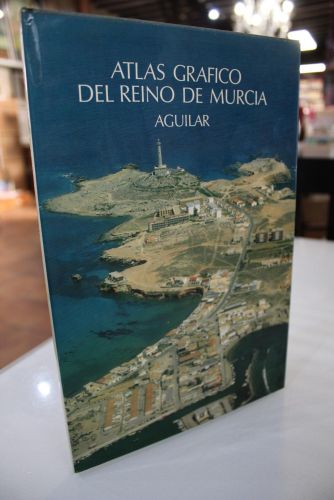 ATLAS GRAFICO
DEL REINO DE MURCIA
AGUILAR